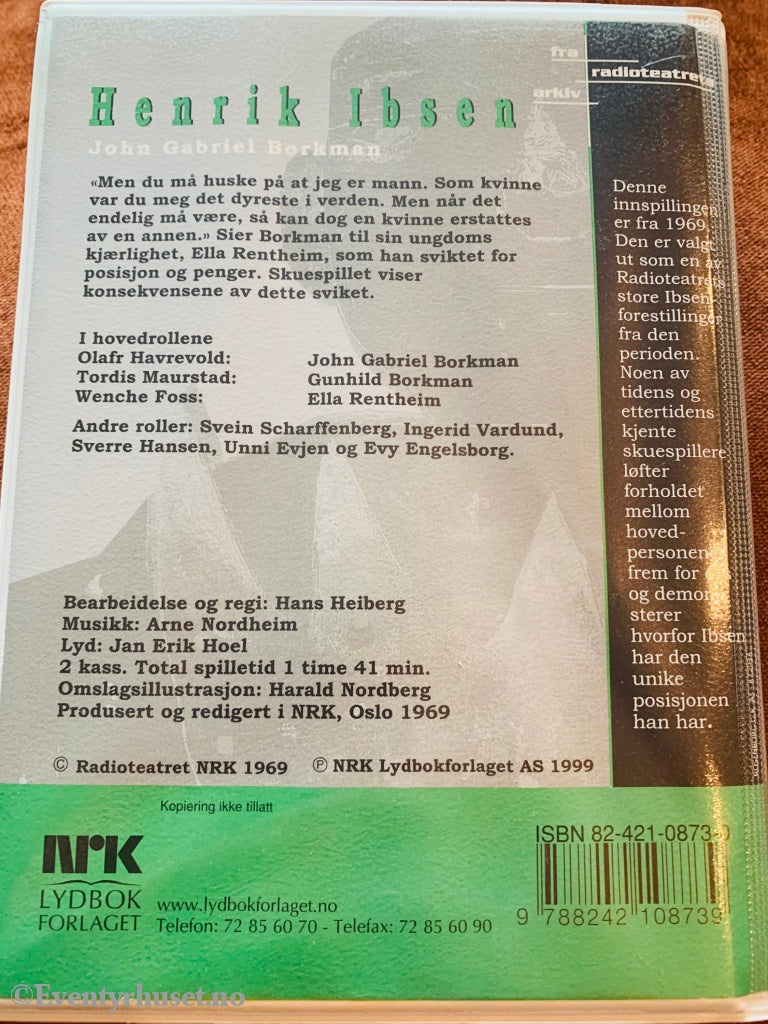 fra
radioteatrets
arkiv
Henrik Ibsen
John Gabriel Borkman
«Men du må huske på at jeg er mann. Som kvinne
var du meg det dyreste i verden. Men når det
endelig må være, så kan dog en kvinne erstattes
av en annen.» Sier Borkman til sin ungdoms
kjærlighet, Ella Rentheim, som han sviktet for
posisjon og penger. Skuespillet viser
konsekvensene av dette sviket.
I hovedrollene
Olafr Havrevold: John Gabriel Borkman
Tordis Maurstad: Gunhild Borkman
Wenche Foss: Ella Rentheim
Andre roller: Svein Scharffenberg, Ingerid Vardund,
Sverre Hansen, Unni Evjen og Evy Engelsborg.
Bearbeidelse og regi: Hans Heiberg
Musikk: Arne Nordheim
Lyd: Jan Erik Hoel
2 kass. Total spilletid 1 time 41 min.
Omslagsillustrasjon: Harald Nordberg
Produsert og redigert i NRK, Oslo 1969
© Radioteatret NRK 1969 ℗ NRK Lydbokforlaget AS 1999
Denne
innspillingen
er fra 1969.
Den er valgt
ut som en av
Radioteatrets
store Ibsen-
forestillinger
fra den
perioden.
Noen av
tidens og
ettertidens
kjente
skuespillere
løfter
forholdet
mellom
hoved-
personene
frem for
og demon-
sterer
hvorfor Ibsen
har den
unike
posisjonen
han har.
Kopiering ikke tillatt
NRK
LYDBOK
FORLAGET
www.lydbokforlaget.no
Telefon: 72 85 60 70 - Telefax: 72 85 60 90
ISBN 82-421-0873-0
9 788242 108739
©Eventyrhuset.no